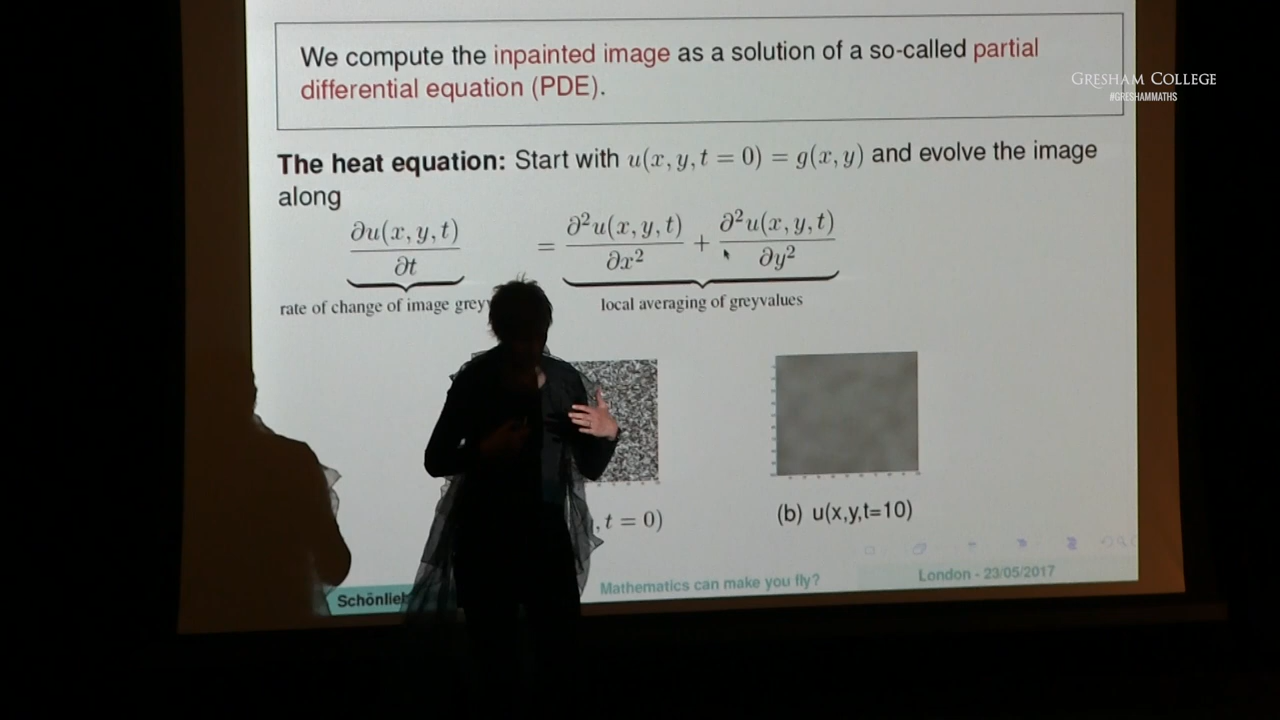 We compute the inpainted image as a solution of a so-called partial
differential equation (PDE).
GRESHAM COLLEGE
#GRESHAMMATHS
The heat equation: Start with u(x, y, t = 0) = g(x, y) and evolve the image
along
∂u(x, y, t)/∂t = ∂²u(x, y, t)/∂x² + ∂²u(x, y, t)/∂y²
rate of change of image
local averaging of greyvalues
, t = 0)
(b) u(x,y,t=10)
Mathematics can make you fly?
London - 23/05/2017